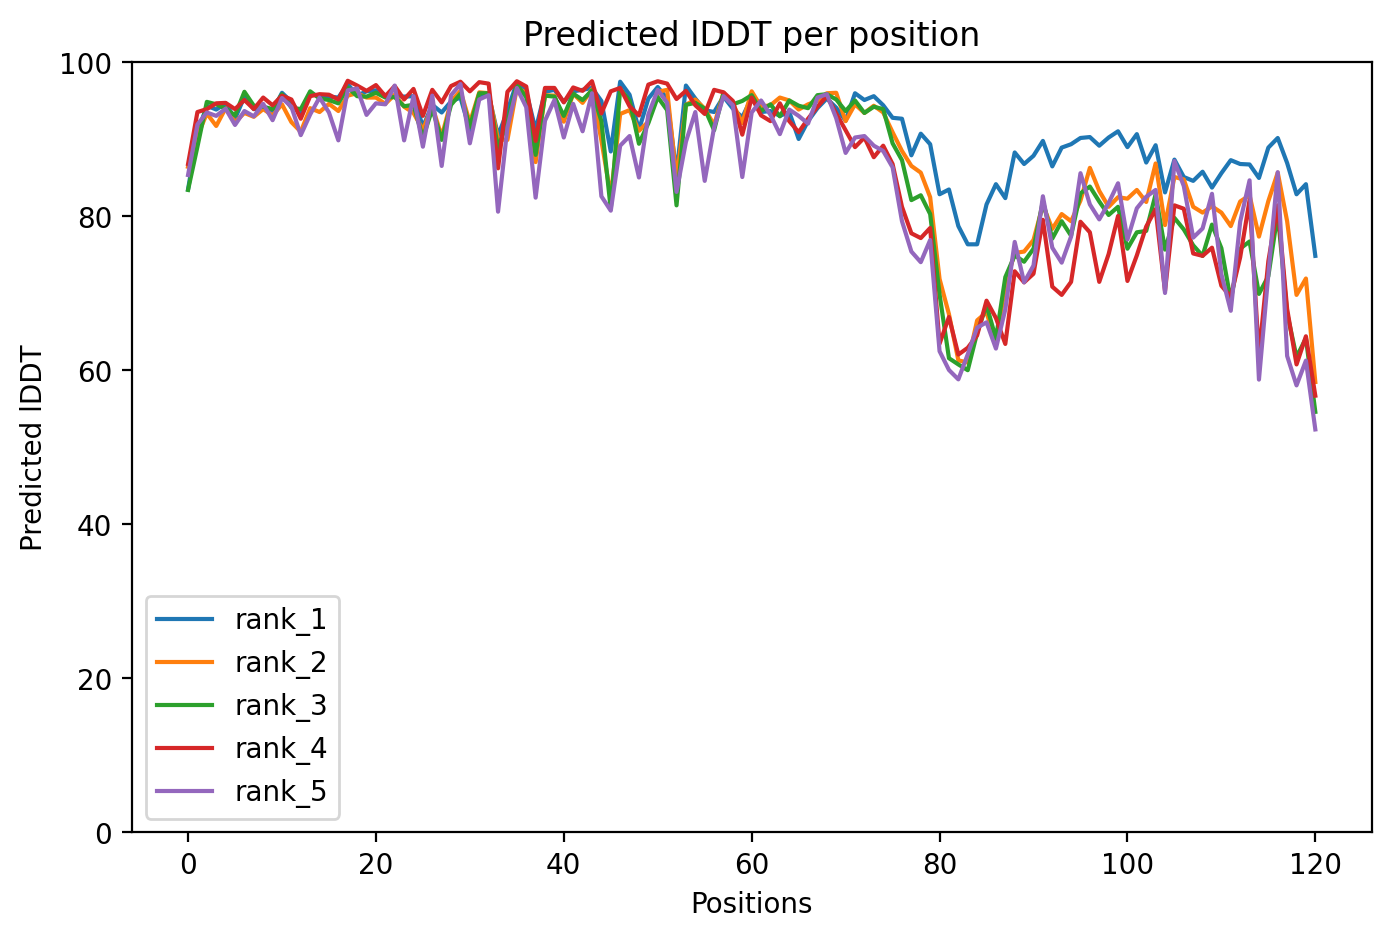 Predicted lDDT per position
Predicted lDDT
100
80
60
40
20
0
rank_1
rank_2
rank_3
rank_4
rank_5
0 20 40 60 80 100 120
Positions